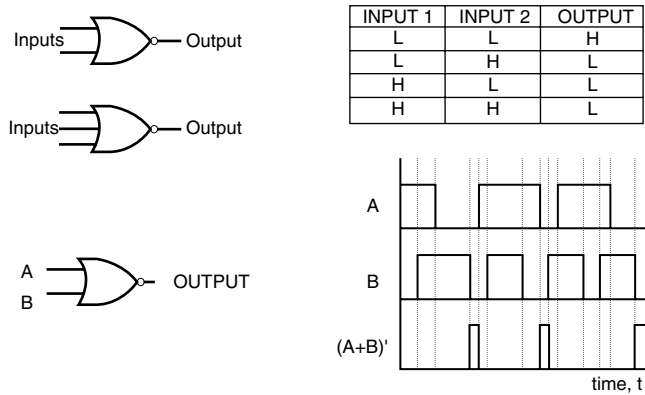 Inputs Output
INPUT 1 INPUT 2 OUTPUT
L L H
L H L
H L L
H H L
Inputs Output
A
B
OUTPUT
A
B
(A+B)'
time, t